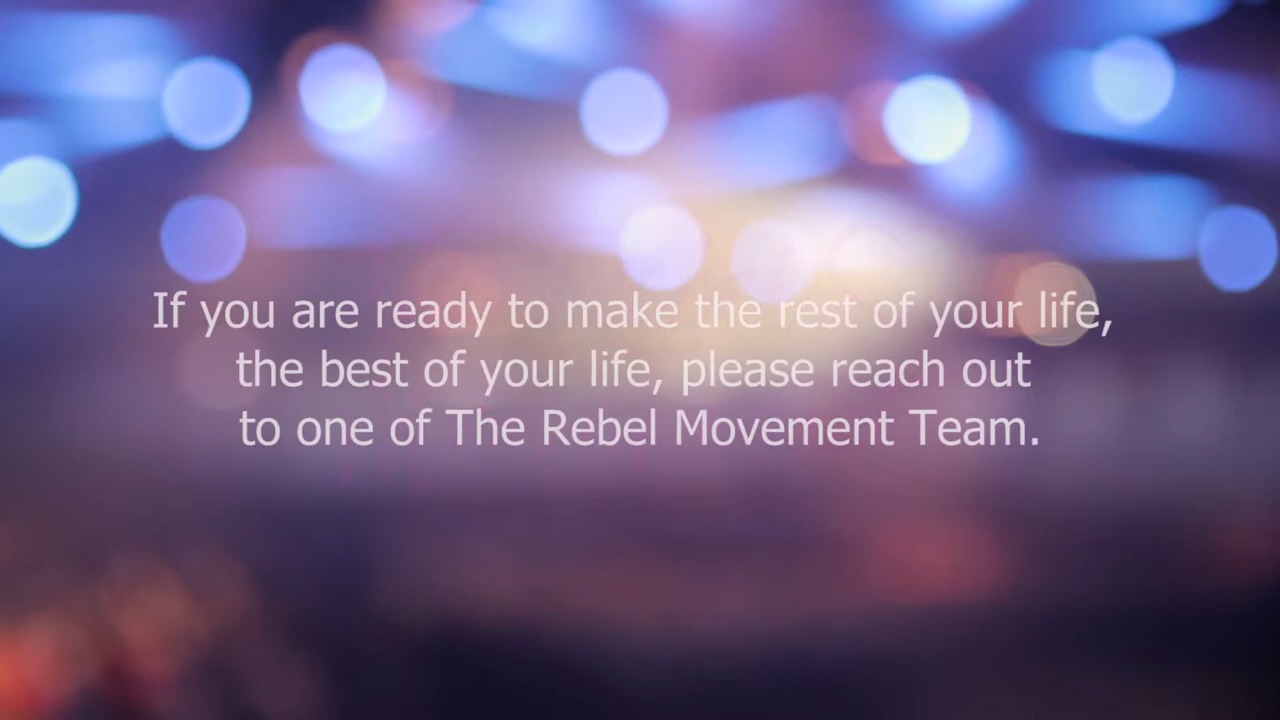 If you are ready to make the rest of your life,
the best of your life, please reach out
to one of The Rebel Movement Team.